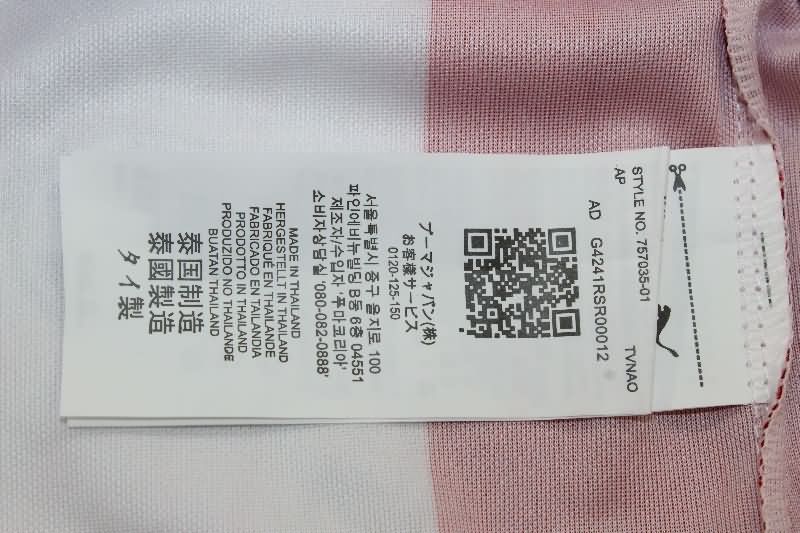 STYLE NO. 757035-01 TVNAO
AP
AD G4241RSR00012
プーマジャパン(株)
お客様サービス
0120-125-150
서울특별시 중구 을지로 100
파인에비뉴빌딩 B동 6층 04551
제조자/수입자 '푸마코리아'
소비자상담실 '080-082-0888'
MADE IN THAILAND
HERGESTELLT IN THAILAND
FABRIQUÉ EN THAILANDE
FABRICADO EN TAILANDIA
PRODOTTO IN THAILAND
PRODUZIDO NO THAILANDE
BUATAN THAILAND
泰国制造
泰國製造
タイ製